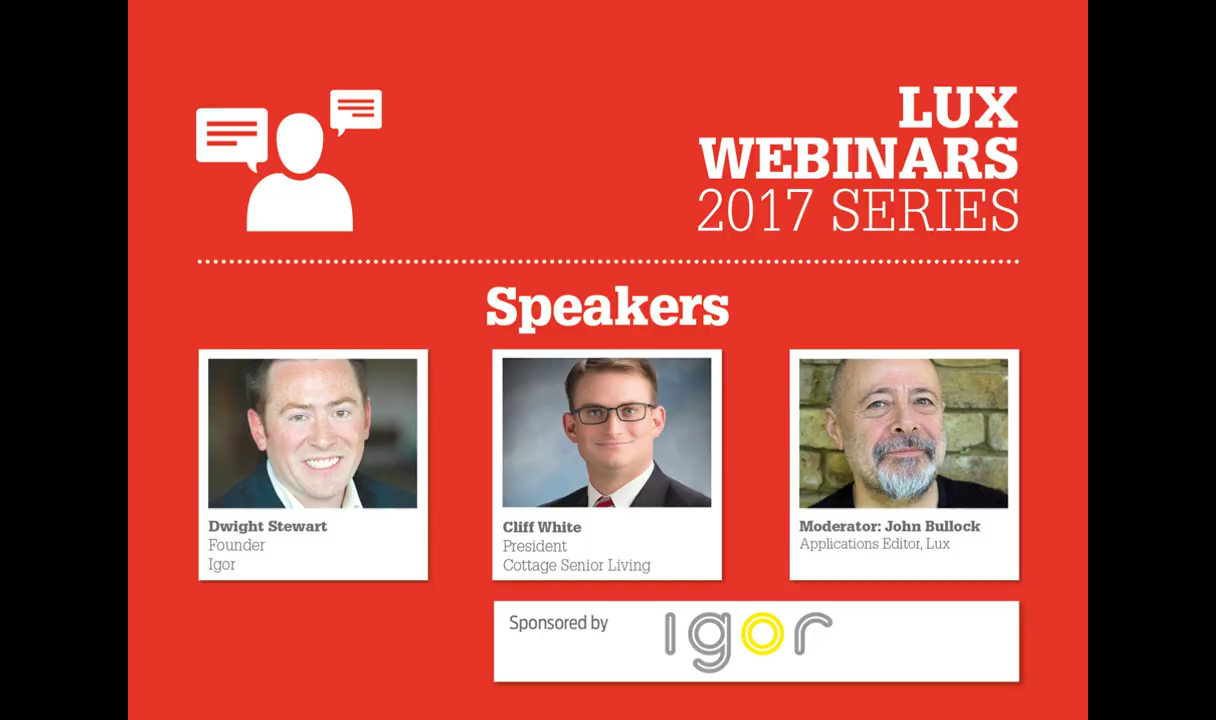 LUX
WEBINARS
2017 SERIES
Speakers
Dwight Stewart
Founder
Igor
Cliff White
President
Cottage Senior Living
Moderator: John Bullock
Applications Editor, Lux
Sponsored by
igor